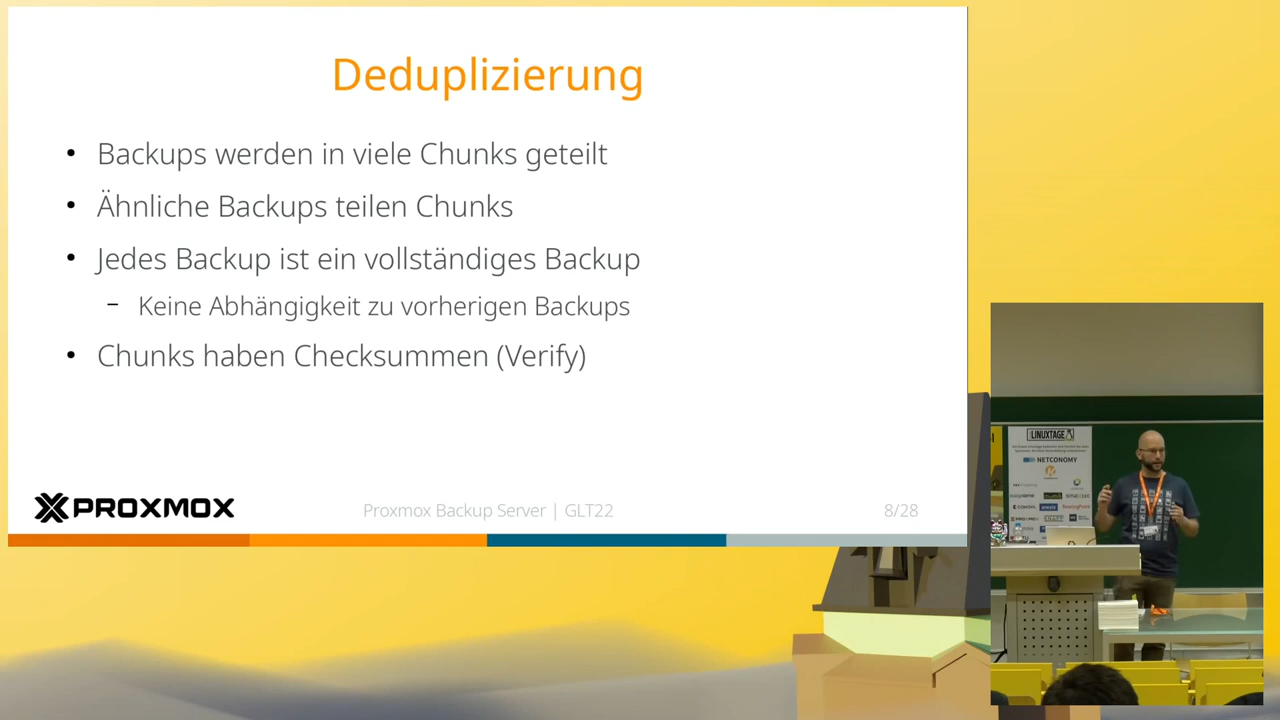 Deduplizierung
• Backups werden in viele Chunks geteilt
• Ähnliche Backups teilen Chunks
• Jedes Backup ist ein vollständiges Backup
– Keine Abhängigkeit zu vorherigen Backups
• Chunks haben Checksummen (Verify)
PROXMOX
Proxmox Backup Server | GLT22
8/28
LINUXTAGE
NETCONOMY